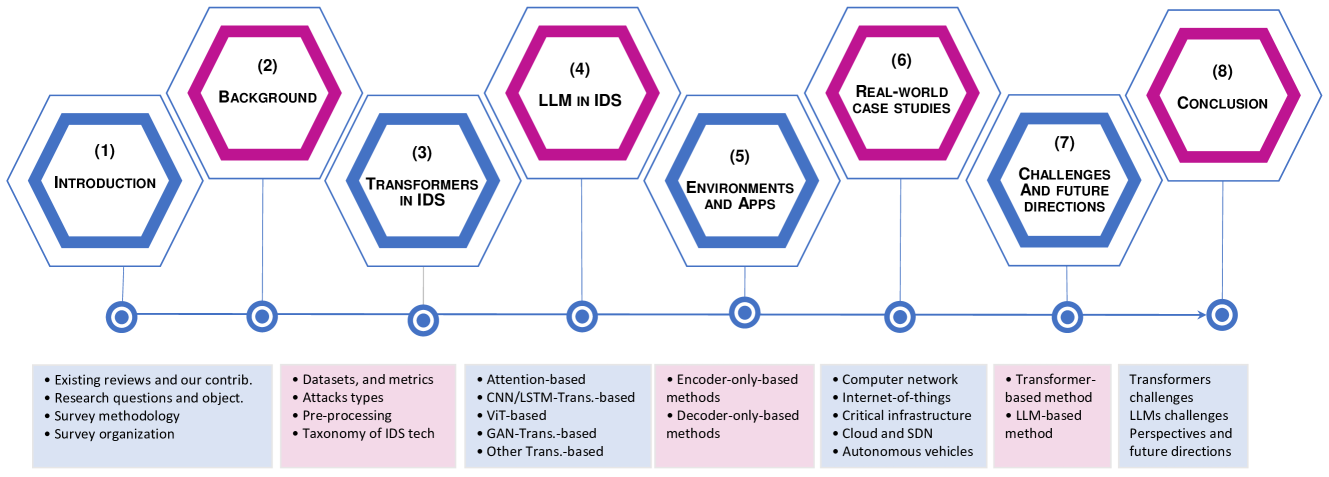 (1)
INTRODUCTION
(2)
BACKGROUND
(3)
TRANSFORMERS
IN IDS
(4)
LLM IN IDS
(5)
ENVIRONMENTS
AND APPS
(6)
REAL-WORLD
CASE STUDIES
(7)
CHALLENGES
AND FUTURE
DIRECTIONS
(8)
CONCLUSION
• Existing reviews and our contrib.
• Research questions and object.
• Survey methodology
• Survey organization
• Datasets, and metrics
• Attacks types
• Pre-processing
• Taxonomy of IDS tech
• Attention-based
• CNN/LSTM-Trans.-based
• ViT-based
• GAN-Trans.-based
• Other Trans.-based
• Encoder-only-based
methods
• Decoder-only-based
methods
• Computer network
• Internet-of-things
• Critical infrastructure
• Cloud and SDN
• Autonomous vehicles
• Transformer-
based method
• LLM-based
method
Transformers
challenges
LLMs challenges
Perspectives and
future directions